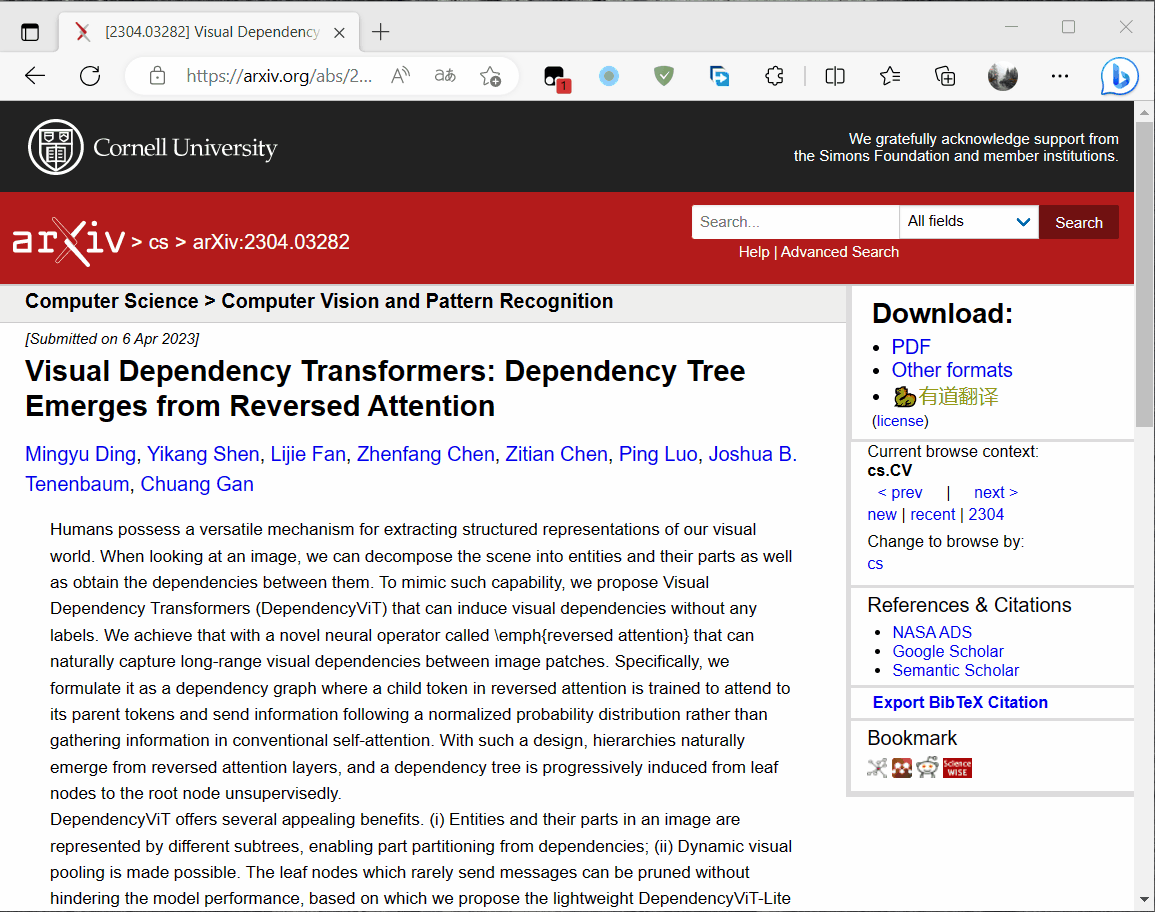 [2304.03282] Visual Dependency
https://arxiv.org/abs/2...
1
Cornell University
We gratefully acknowledge support from
the Simons Foundation and member institutions.
arXiv > cs > arXiv:2304.03282
Search...
All fields
Search
Help | Advanced Search
Computer Science > Computer Vision and Pattern Recognition
[Submitted on 6 Apr 2023]
Visual Dependency Transformers: Dependency Tree
Emerges from Reversed Attention
Mingyu Ding, Yikang Shen, Lijie Fan, Zhenfang Chen, Zitian Chen, Ping Luo, Joshua B.
Tenenbaum, Chuang Gan
Humans possess a versatile mechanism for extracting structured representations of our visual
world. When looking at an image, we can decompose the scene into entities and their parts as well
as obtain the dependencies between them. To mimic such capability, we propose Visual
Dependency Transformers (DependencyViT) that can induce visual dependencies without any
labels. We achieve that with a novel neural operator called \emph{reversed attention} that can
naturally capture long-range visual dependencies between image patches. Specifically, we
formulate it as a dependency graph where a child token in reversed attention is trained to attend to
its parent tokens and send information following a normalized probability distribution rather than
gathering information in conventional self-attention. With such a design, hierarchies naturally
emerge from reversed attention layers, and a dependency tree is progressively induced from leaf
nodes to the root node unsupervisedly.
DependencyViT offers several appealing benefits. (i) Entities and their parts in an image are
represented by different subtrees, enabling part partitioning from dependencies; (ii) Dynamic visual
pooling is made possible. The leaf nodes which rarely send messages can be pruned without
hindering the model performance, based on which we propose the lightweight DependencyViT-Lite
Download:
PDF
Other formats
有道翻译
(license)
Current browse context:
cs.CV
< prev | next >
new | recent | 2304
Change to browse by:
cs
References & Citations
NASA ADS
Google Scholar
Semantic Scholar
Export BibTeX Citation
Bookmark
Science
WISE